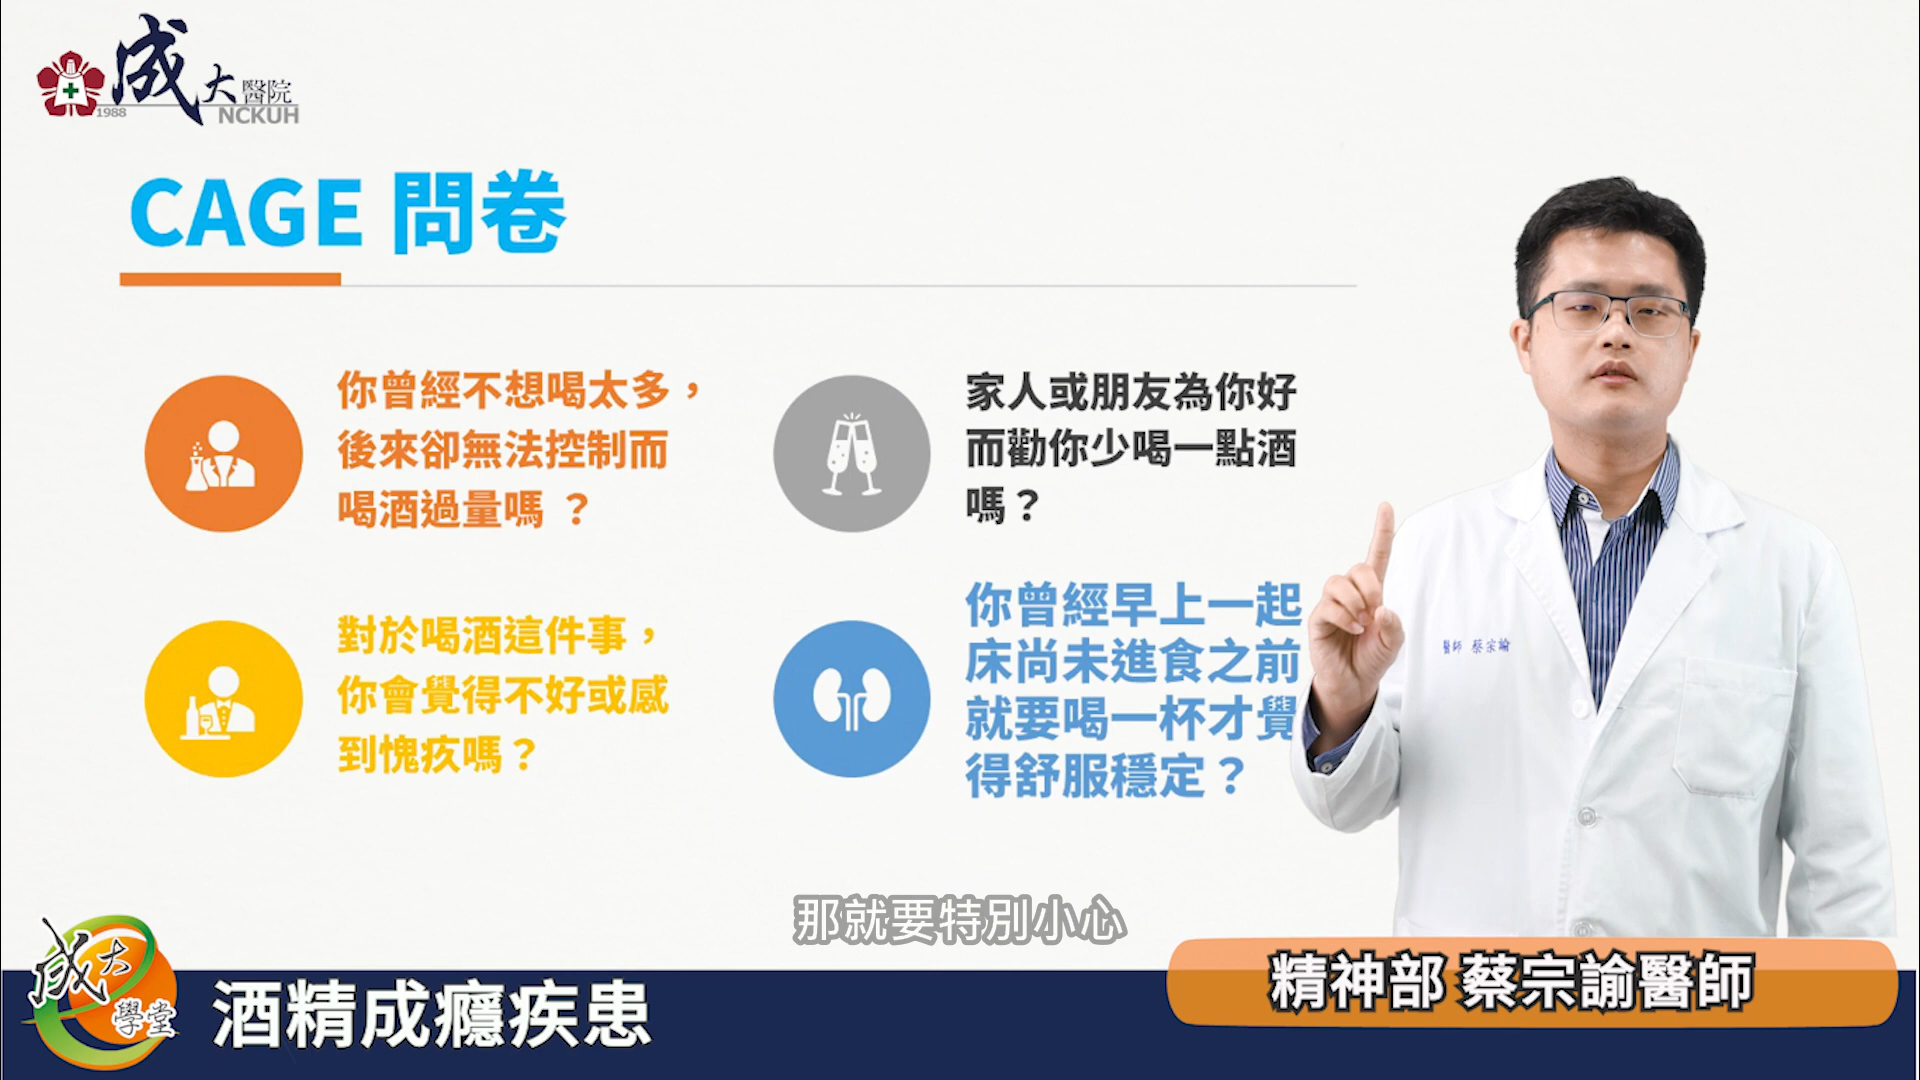 成大醫院
1988
NCKUH
CAGE 問卷
你曾經不想喝太多，
後來卻無法控制而
喝酒過量嗎 ？
家人或朋友為你好
而勸你少喝一點酒
嗎？
對於喝酒這件事，
你會覺得不好或感
到愧疚嗎？
你曾經早上一起
床尚未進食之前
就要喝一杯才覺
得舒服穩定？
醫師 蔡宗諭
那就要特別小心
精神部 蔡宗諭醫師
成大
學堂
酒精成癮疾患